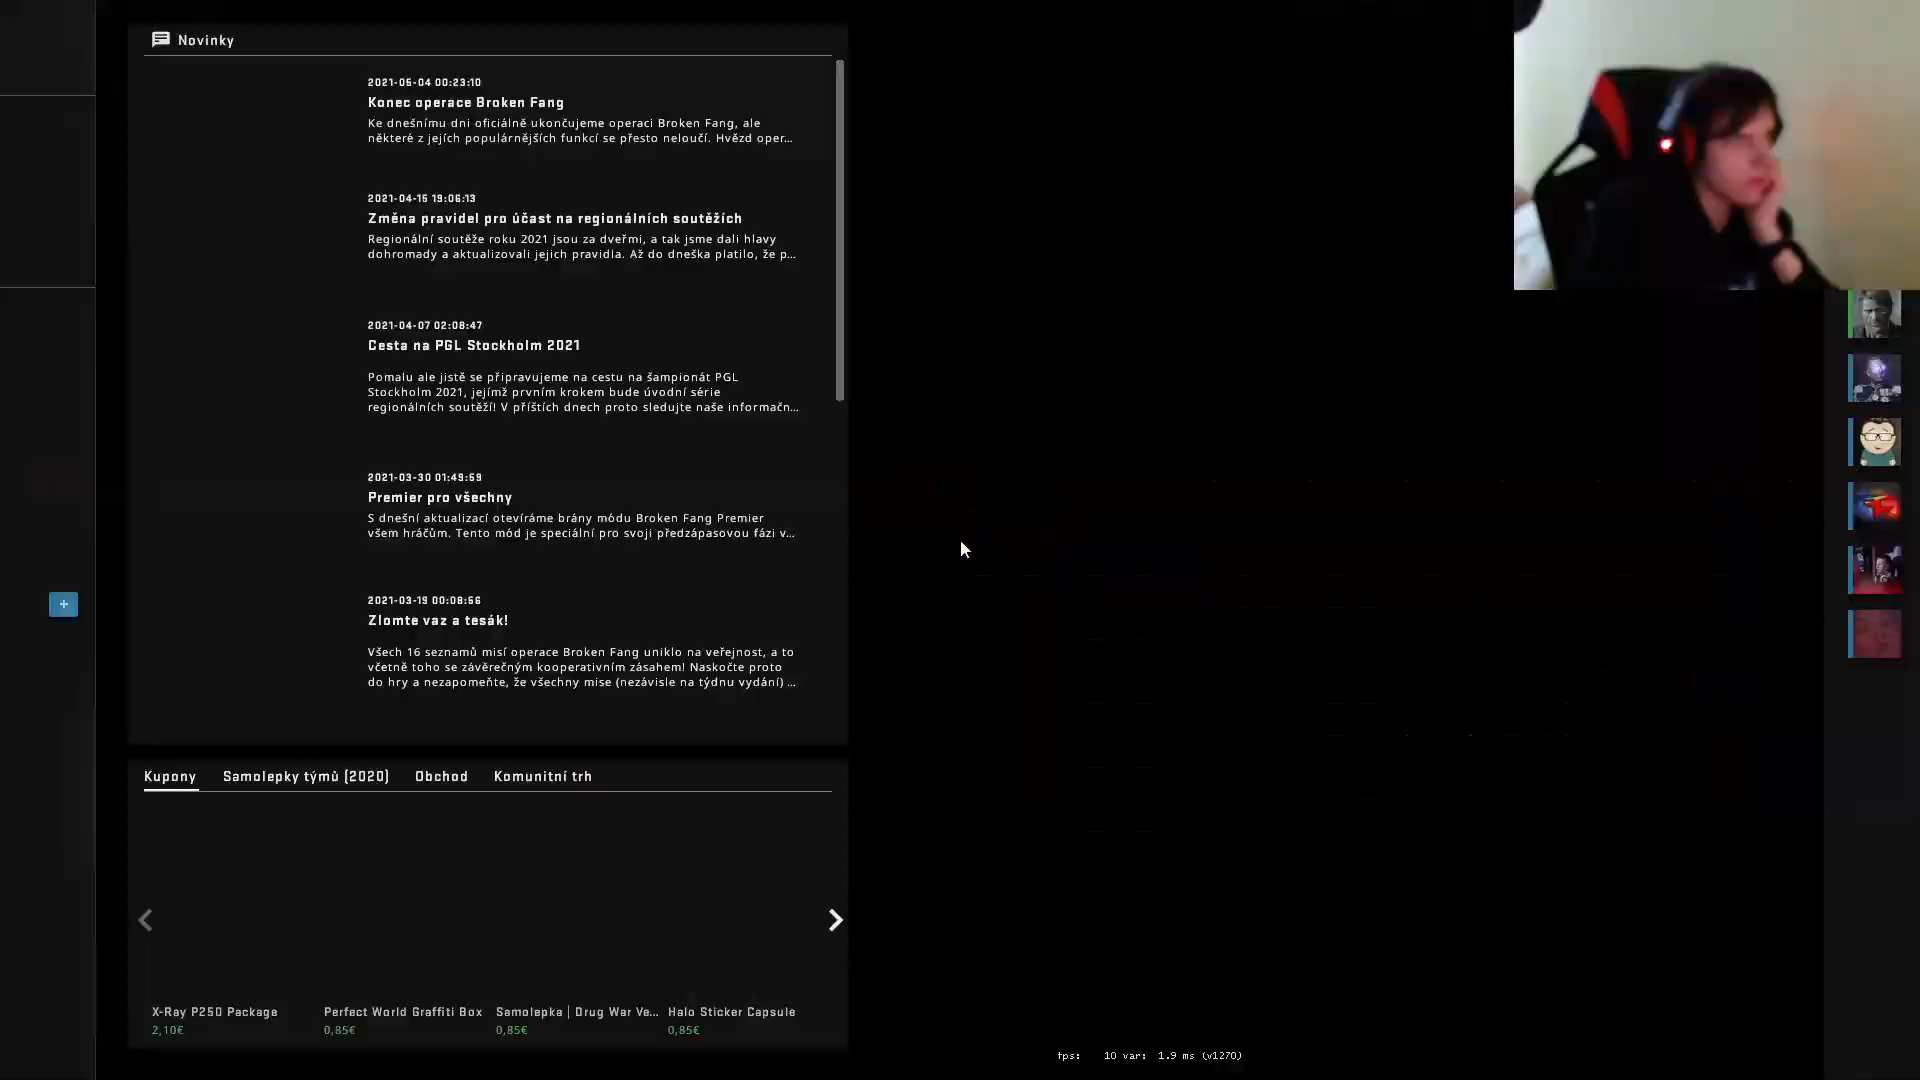 Novinky
2021-05-04 00:23:10
Konec operace Broken Fang
Ke dnešnímu dni oficiálně ukončujeme operaci Broken Fang, ale
některé z jejích populárnějších funkcí se přesto neloučí. Hvězd oper...
2021-04-15 19:06:13
Změna pravidel pro účast na regionálních soutěžích
Regionální soutěže roku 2021 jsou za dveřmi, a tak jsme dali hlavy
dohromady a aktualizovali jejich pravidla. Až do dneška platilo, že p...
2021-04-07 02:08:47
Cesta na PGL Stockholm 2021
Pomalu ale jistě se připravujeme na cestu na šampionát PGL
Stockholm 2021, jejímž prvním krokem bude úvodní série
regionálních soutěží! V příštích dnech proto sledujte naše informačn...
2021-03-30 01:49:59
Premier pro všechny
S dnešní aktualizací otevíráme brány módu Broken Fang Premier
všem hráčům. Tento mód je speciální pro svoji předzápasovou fázi v...
2021-03-19 00:08:56
Zlomte vaz a tesák!
Všech 16 seznamů misí operace Broken Fang uniklo na veřejnost, a to
včetně toho se závěrečným kooperativním zásahem! Naskočte proto
do hry a nezapomeňte, že všechny mise (nezávisle na týdnu vydání) ...
Kupony Samolepky týmů (2020) Obchod Komunitní trh
X-Ray P250 Package Perfect World Graffiti Box Samolepka | Drug War Ve... Halo Sticker Capsule
2,10€ 0,85€ 0,85€ 0,85€
fps: 10 var: 1.9 ms (v1270)